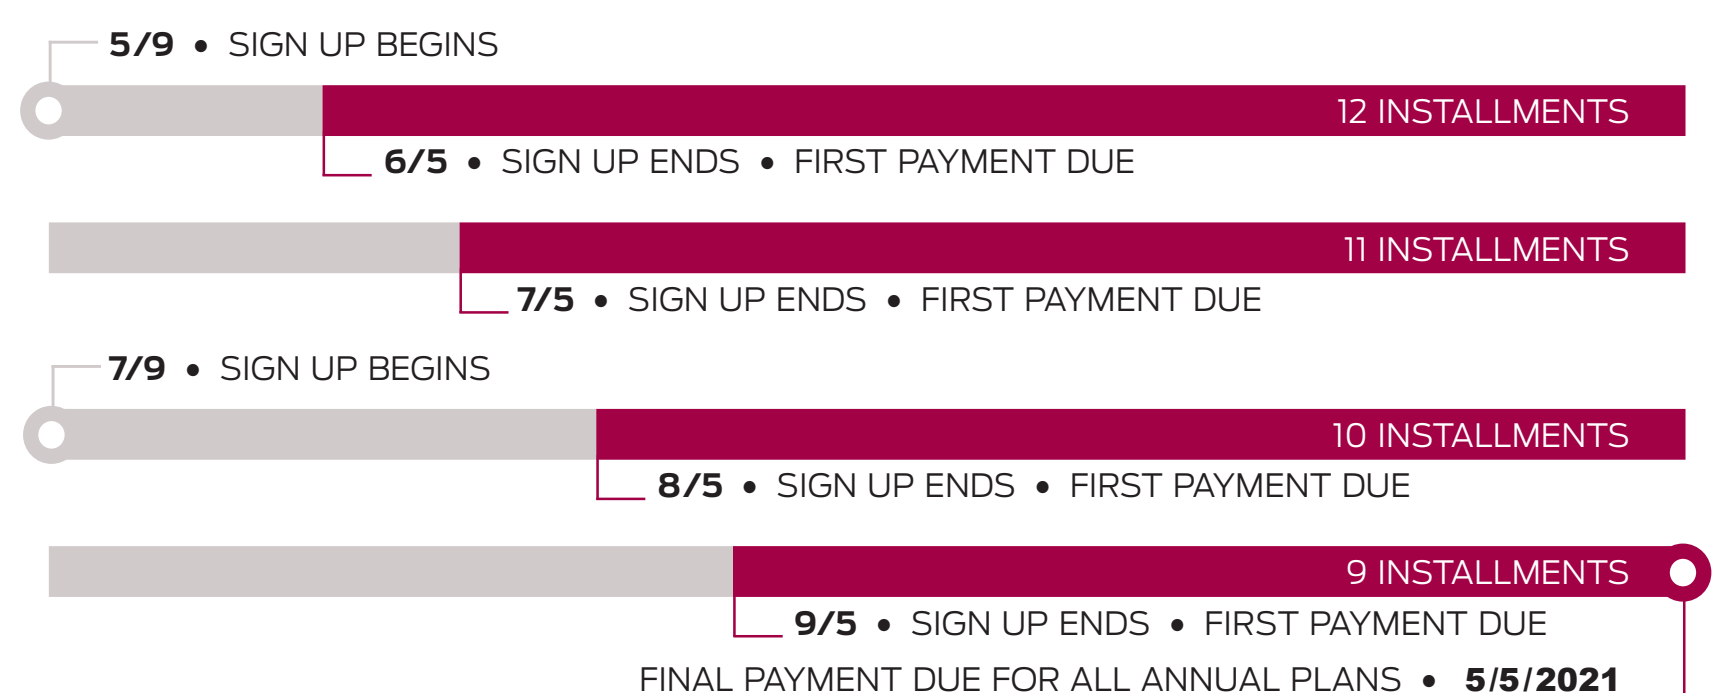 5/9 • SIGN UP BEGINS
12 INSTALLMENTS
6/5 • SIGN UP ENDS • FIRST PAYMENT DUE
11 INSTALLMENTS
7/5 • SIGN UP ENDS • FIRST PAYMENT DUE
7/9 • SIGN UP BEGINS
10 INSTALLMENTS
8/5 • SIGN UP ENDS • FIRST PAYMENT DUE
9 INSTALLMENTS
9/5 • SIGN UP ENDS • FIRST PAYMENT DUE
FINAL PAYMENT DUE FOR ALL ANNUAL PLANS • 5/5/2021